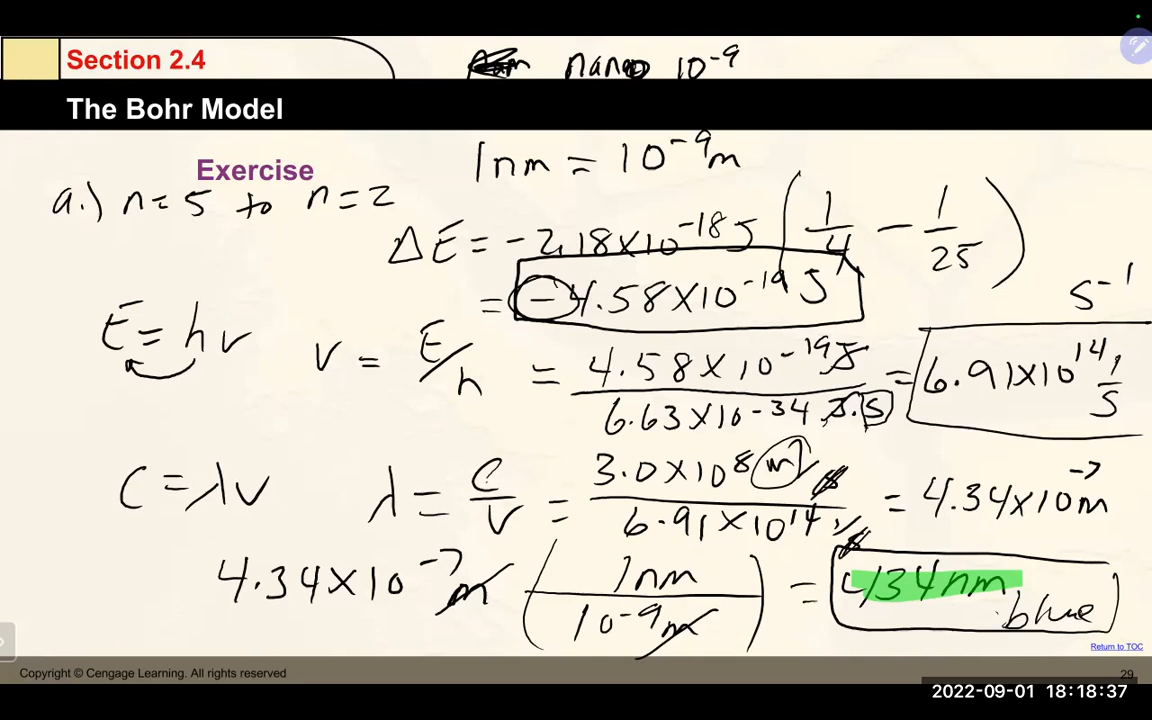 Section 2.4
nano 10⁻⁹
The Bohr Model
1nm = 10⁻⁹m
Exercise
a.) n=5 to n=2
ΔE = -2.18×10⁻¹⁸J (1/4 - 1/25)
= -4.58×10⁻¹⁹J
s⁻¹
E=hν ν = E/h = 4.58×10⁻¹⁹J / 6.63×10⁻³⁴ J·s = 6.91×10¹⁴ 1/s
c=λν λ = c/ν = 3.0×10⁸ m/s / 6.91×10¹⁴ 1/s = 4.34×10⁻⁷m
4.34×10⁻⁷m (1nm / 10⁻⁹m) = 434nm
blue
Return to TOC
Copyright © Cengage Learning. All rights reserved 29
2022-09-01 18:18:37